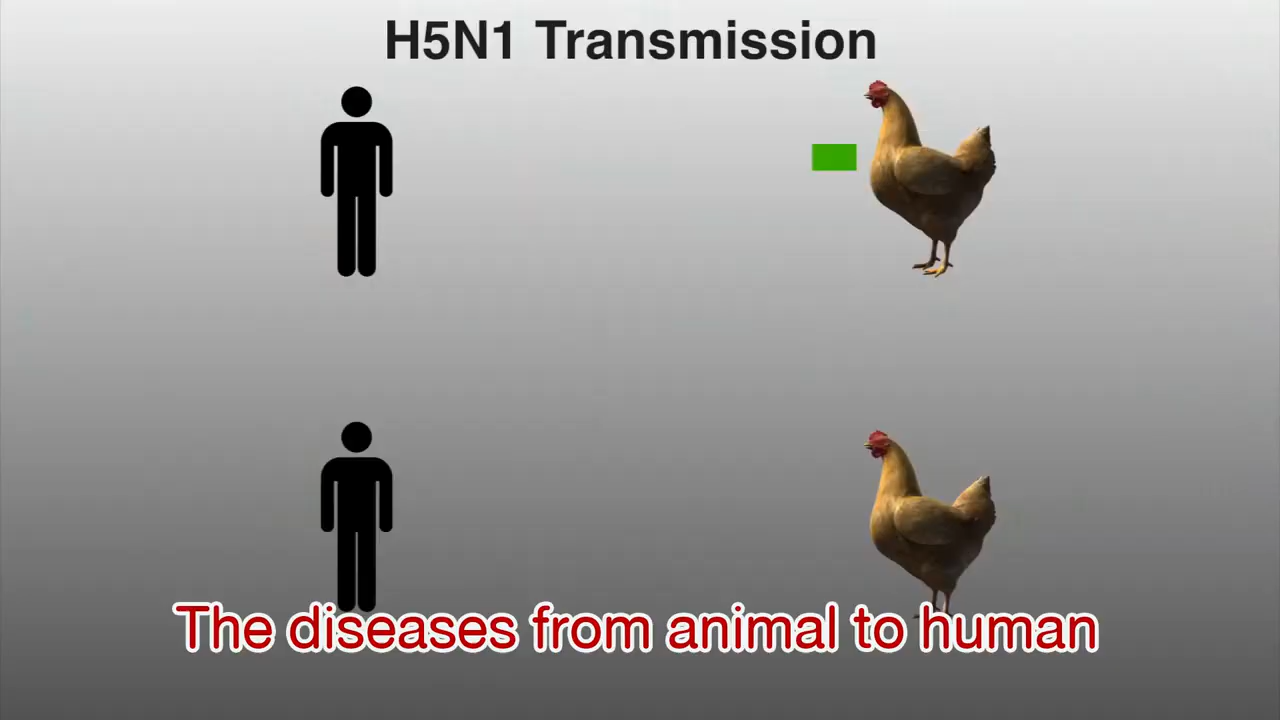 H5N1 Transmission
The diseases from animal to human